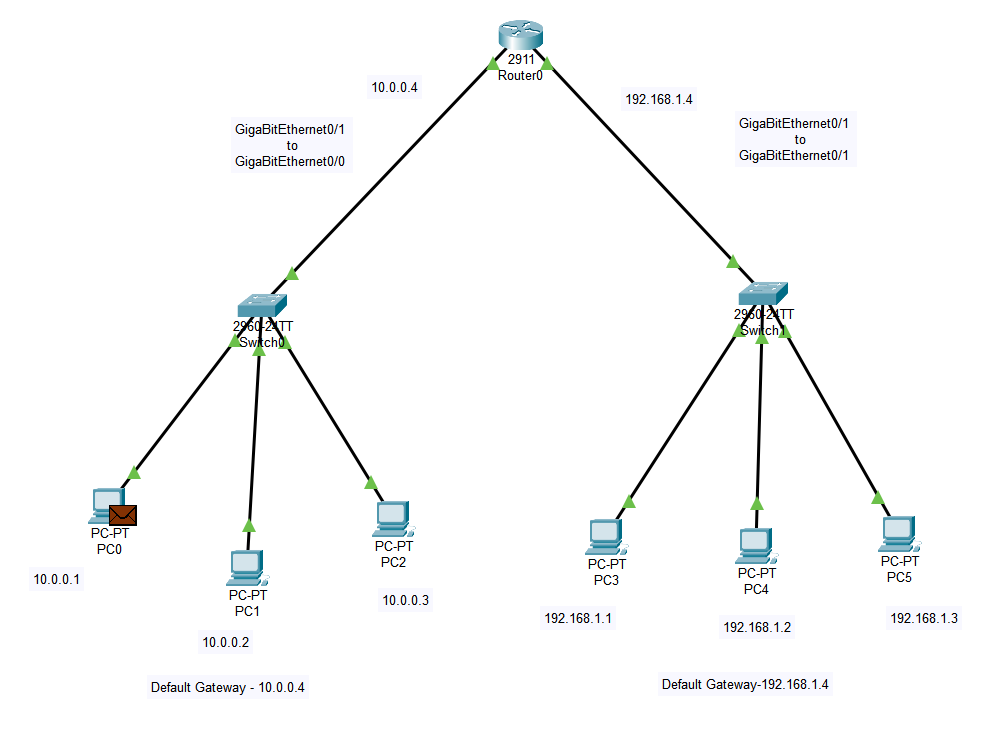 2911
Router0
10.0.0.4
192.168.1.4
GigaBitEthernet0/1
to
GigaBitEthernet0/0
GigaBitEthernet0/1
to
GigaBitEthernet0/1
2960-24TT
Switch0
2960-24TT
Switch1
PC-PT
PC0
PC-PT
PC1
PC-PT
PC2
PC-PT
PC3
PC-PT
PC4
PC-PT
PC5
10.0.0.1
10.0.0.2
10.0.0.3
192.168.1.1
192.168.1.2
192.168.1.3
Default Gateway - 10.0.0.4
Default Gateway-192.168.1.4